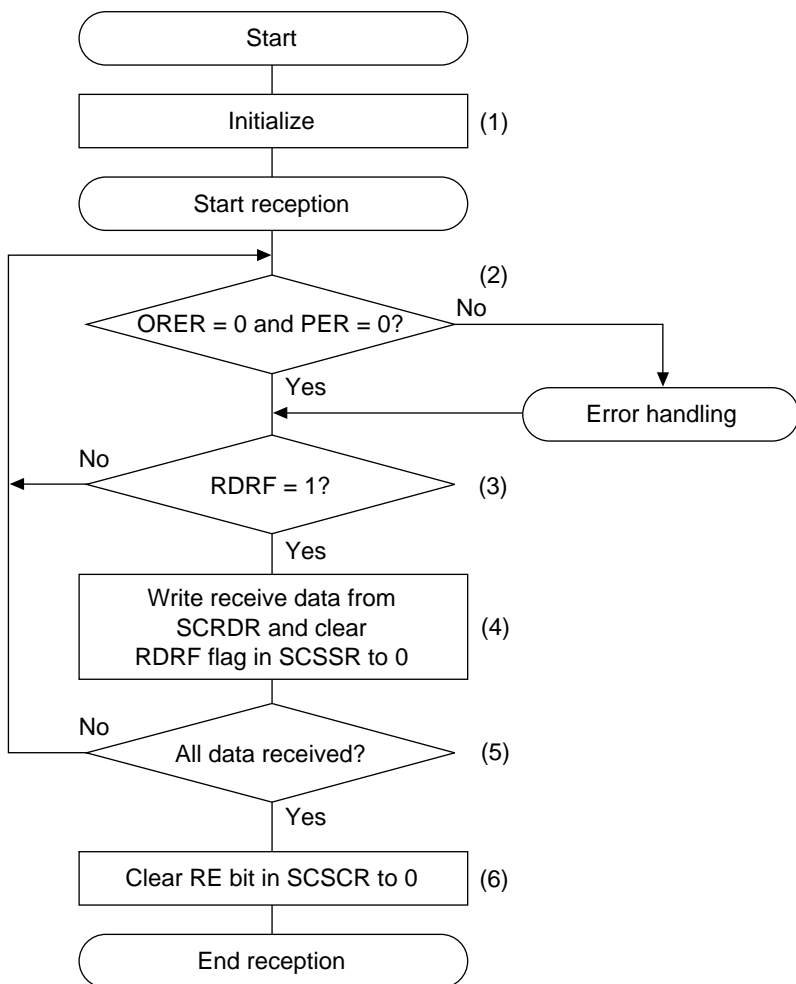 Start
Initialize
(1)
Start reception
(2)
ORER = 0 and PER = 0?
No
Yes
Error handling
No
RDRF = 1?
(3)
Yes
Write receive data from
SCRDR and clear
RDRF flag in SCSSR to 0
(4)
No
All data received?
(5)
Yes
Clear RE bit in SCSCR to 0
(6)
End reception